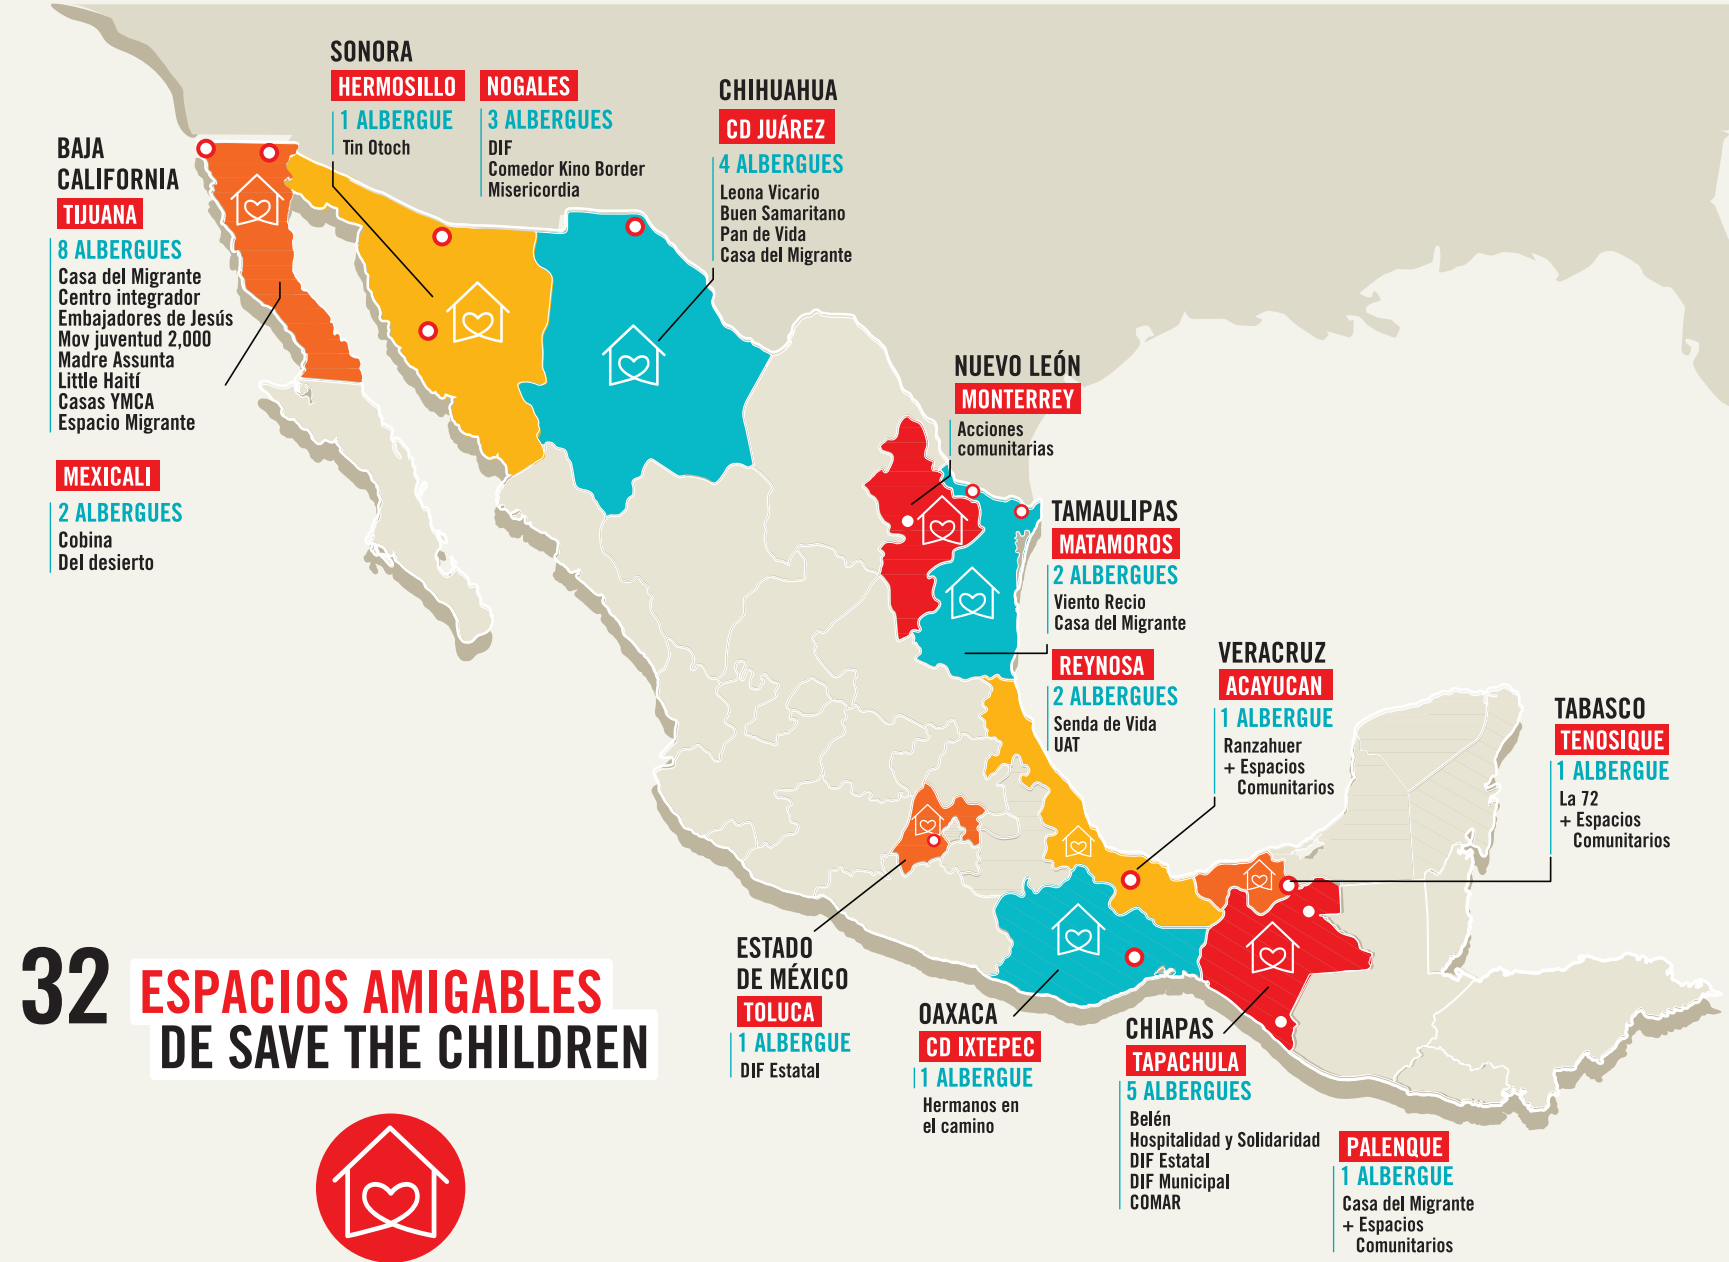 SONORA
HERMOSILLO
1 ALBERGUE
Tin Otoch
NOGALES
3 ALBERGUES
DIF
Comedor Kino Border
Misericordia
CHIHUAHUA
CD JUÁREZ
4 ALBERGUES
Leona Vicario
Buen Samaritano
Pan de Vida
Casa del Migrante
BAJA
CALIFORNIA
TIJUANA
8 ALBERGUES
Casa del Migrante
Centro integrador
Embajadores de Jesús
Mov juventud 2,000
Madre Assunta
Little Haití
Casas YMCA
Espacio Migrante
MEXICALI
2 ALBERGUES
Cobina
Del desierto
NUEVO LEÓN
MONTERREY
Acciones
comunitarias
TAMAULIPAS
MATAMOROS
2 ALBERGUES
Viento Recio
Casa del Migrante
REYNOSA
2 ALBERGUES
Senda de Vida
UAT
VERACRUZ
ACAYUCAN
1 ALBERGUE
Ranzahuer
+ Espacios
Comunitarios
TABASCO
TENOSIQUE
1 ALBERGUE
La 72
+ Espacios
Comunitarios
32 ESPACIOS AMIGABLES
DE SAVE THE CHILDREN
ESTADO
DE MÉXICO
TOLUCA
1 ALBERGUE
DIF Estatal
OAXACA
CD IXTEPEC
1 ALBERGUE
Hermanos en
el camino
CHIAPAS
TAPACHULA
5 ALBERGUES
Belén
Hospitalidad y Solidaridad
DIF Estatal
DIF Municipal
COMAR
PALENQUE
1 ALBERGUE
Casa del Migrante
+ Espacios
Comunitarios